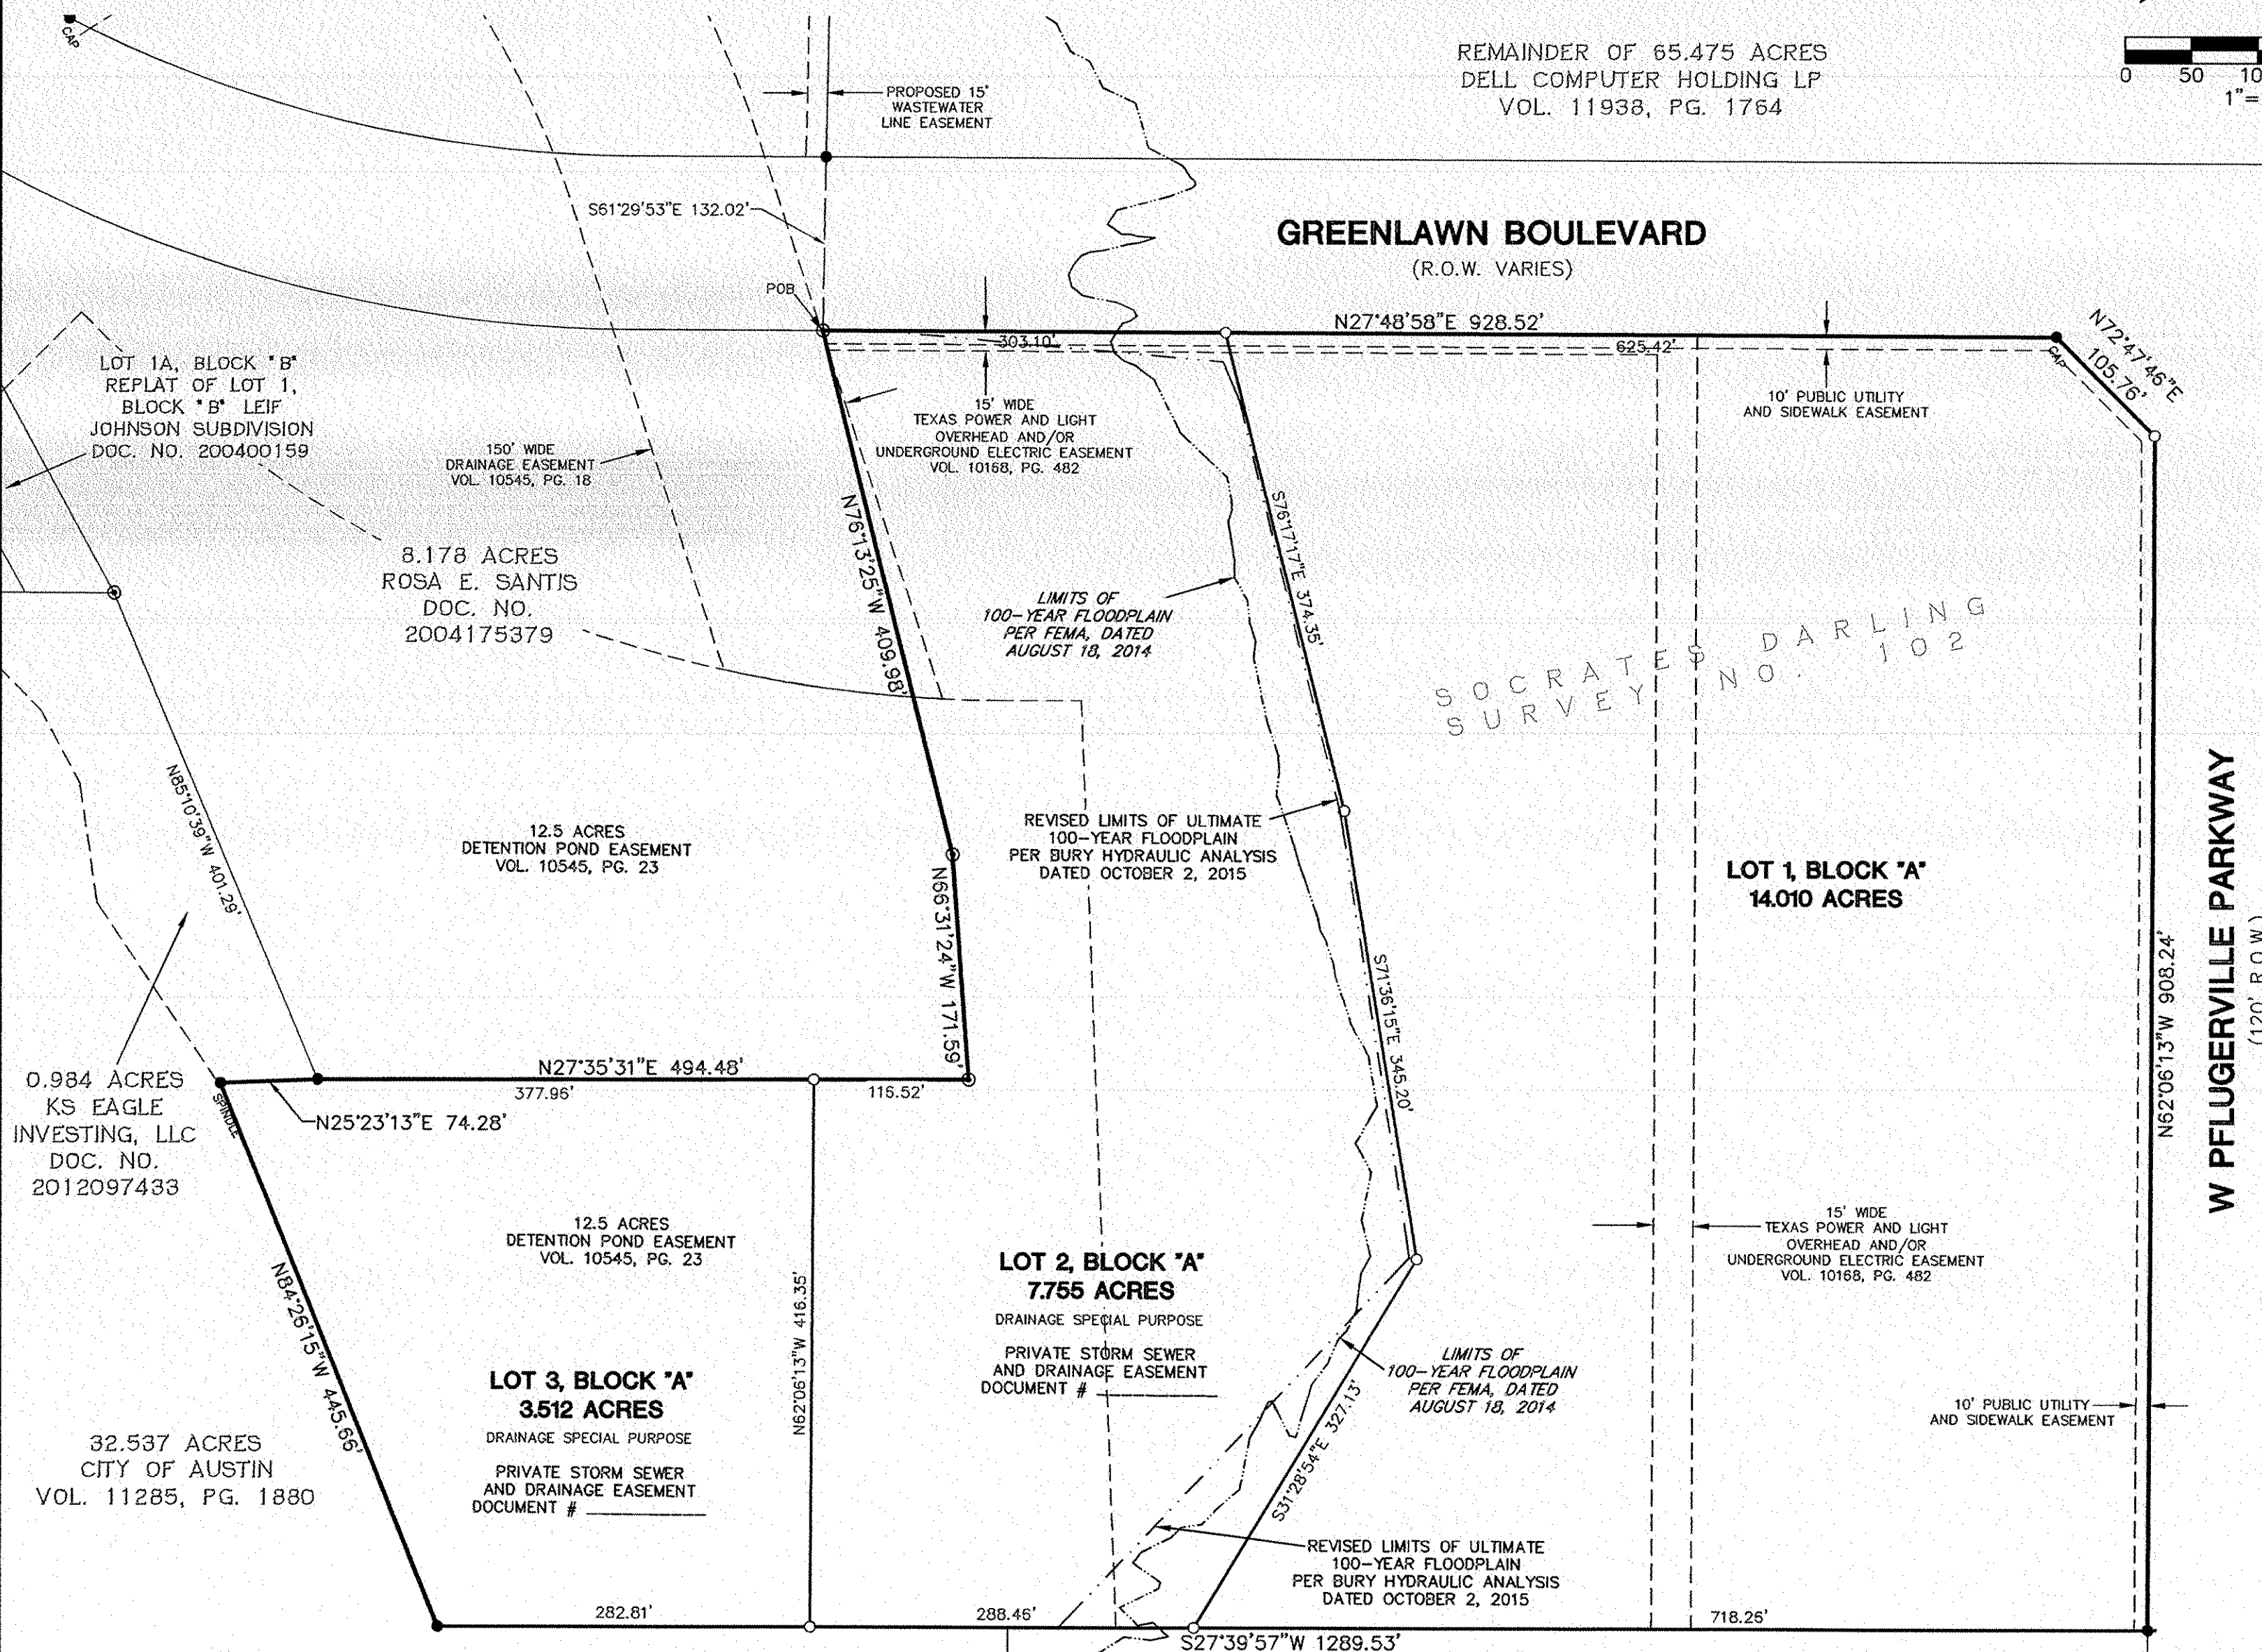 CAP
REMAINDER OF 65.475 ACRES
DELL COMPUTER HOLDING LP
VOL. 11938, PG. 1764
0 50 10
1"=
PROPOSED 15'
WASTEWATER
LINE EASEMENT
S61°29'53"E 132.02'
GREENLAWN BOULEVARD
(R.O.W. VARIES)
POB
N27°48'58"E 928.52'
303.10'
625.42'
N72°47'46"E
105.76'
CAP
LOT 1A, BLOCK "B"
REPLAT OF LOT 1,
BLOCK "B" LEIF
JOHNSON SUBDIVISION
DOC. NO. 200400159
150' WIDE
DRAINAGE EASEMENT
VOL. 10545, PG. 18
15' WIDE
TEXAS POWER AND LIGHT
OVERHEAD AND/OR
UNDERGROUND ELECTRIC EASEMENT
VOL. 10168, PG. 482
10' PUBLIC UTILITY
AND SIDEWALK EASEMENT
N76°13'25"W 409.98'
S76°17'17"E 374.35'
8.178 ACRES
ROSA E. SANTIS
DOC. NO.
2004175379
LIMITS OF
100-YEAR FLOODPLAIN
PER FEMA, DATED
AUGUST 18, 2014
SOCRATES DARLING
SURVEY NO. 102
N85°10'39"W 401.29'
12.5 ACRES
DETENTION POND EASEMENT
VOL. 10545, PG. 23
REVISED LIMITS OF ULTIMATE
100-YEAR FLOODPLAIN
PER BURY HYDRAULIC ANALYSIS
DATED OCTOBER 2, 2015
LOT 1, BLOCK "A"
14.010 ACRES
N66°31'24"W 171.59'
S71°36'15"E 345.20'
N62°06'13"W 908.24'
W PFLUGERVILLE PARKWAY
(120' R.O.W.)
N27°35'31"E 494.48'
377.96'
116.52'
SPINDLE
N25°23'13"E 74.28'
0.984 ACRES
KS EAGLE
INVESTING, LLC
DOC. NO.
2012097433
12.5 ACRES
DETENTION POND EASEMENT
VOL. 10545, PG. 23
N62°06'13"W 416.35'
LOT 2, BLOCK "A"
7.755 ACRES
DRAINAGE SPECIAL PURPOSE
PRIVATE STORM SEWER
AND DRAINAGE EASEMENT
DOCUMENT # ____________
15' WIDE
TEXAS POWER AND LIGHT
OVERHEAD AND/OR
UNDERGROUND ELECTRIC EASEMENT
VOL. 10168, PG. 482
N84°26'15"W 445.66'
LOT 3, BLOCK "A"
3.512 ACRES
DRAINAGE SPECIAL PURPOSE
PRIVATE STORM SEWER
AND DRAINAGE EASEMENT
DOCUMENT # ____________
LIMITS OF
100-YEAR FLOODPLAIN
PER FEMA, DATED
AUGUST 18, 2014
S31°28'54"E 327.13'
10' PUBLIC UTILITY
AND SIDEWALK EASEMENT
32.537 ACRES
CITY OF AUSTIN
VOL. 11285, PG. 1880
REVISED LIMITS OF ULTIMATE
100-YEAR FLOODPLAIN
PER BURY HYDRAULIC ANALYSIS
DATED OCTOBER 2, 2015
282.81'
288.46'
718.26'
S27°39'57"W 1289.53'